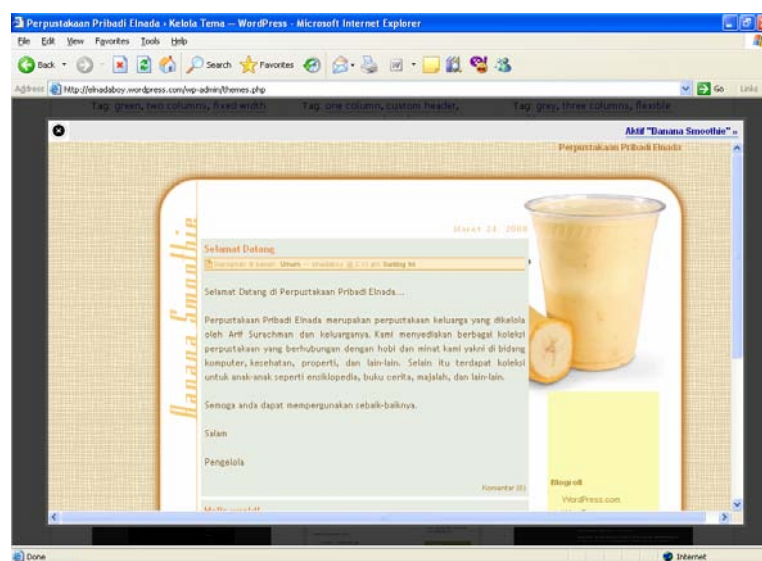 Perpustakaan Pribadi Elnada › Kelola Tema — WordPress - Microsoft Internet Explorer
File Edit View Favorites Tools Help
Back Search Favorites
Address http://elnadaboy.wordpress.com/wp-admin/themes.php Go Links
Tag: green, two columns, fixed width Tag: one column, custom header, Tag: grey, three columns, flexible
Aktif "Banana Smoothie" »
Perpustakaan Pribadi Elnada
Banana Smoothie
Maret 24, 2008
Selamat Datang
Umum — elnadaboy @
Selamat Datang di Perpustakaan Pribadi Elnada...
Perpustakaan Pribadi Elnada merupakan perpustakaan keluarga yang dikelola
oleh Arif Surachman dan keluarganya. Kami menyediakan berbagai koleksi
perpustakaan yang berhubungan dengan hobi dan minat kami yakni di bidang
komputer, kesehatan, properti, dan lain-lain. Selain itu terdapat koleksi
untuk anak-anak seperti ensiklopedia, buku cerita, majalah, dan lain-lain.
Semoga anda dapat mempergunakan sebaik-baiknya.
Salam
Pengelola
Komentar (0)
Blogroll
WordPress.com
Hello world!
Done Internet